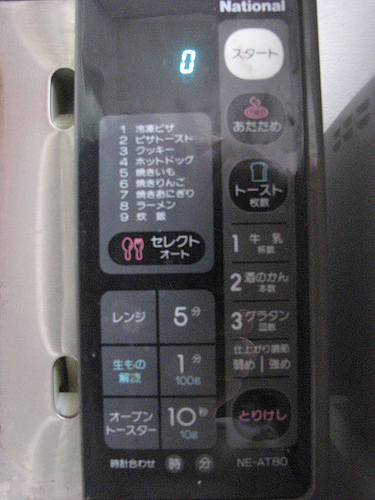 National
0
スタート
あたため
1 冷凍ピザ
2 ピザトースト
3 クッキー
4 ホットドッグ
5 焼きいも
6 焼きりんご
7 焼きおにぎり
8 ラーメン
9 炊飯
セレクト
オート
トースト
枚数
1 牛乳
杯数
2 酒のかん
本数
3 グラタン
皿数
仕上がり調節
弱め|強め
レンジ
5分
生もの
解凍
1分
100g
オーブン
トースター
10秒
10g
とりけし
時計合わせ 時 分
NE-AT80